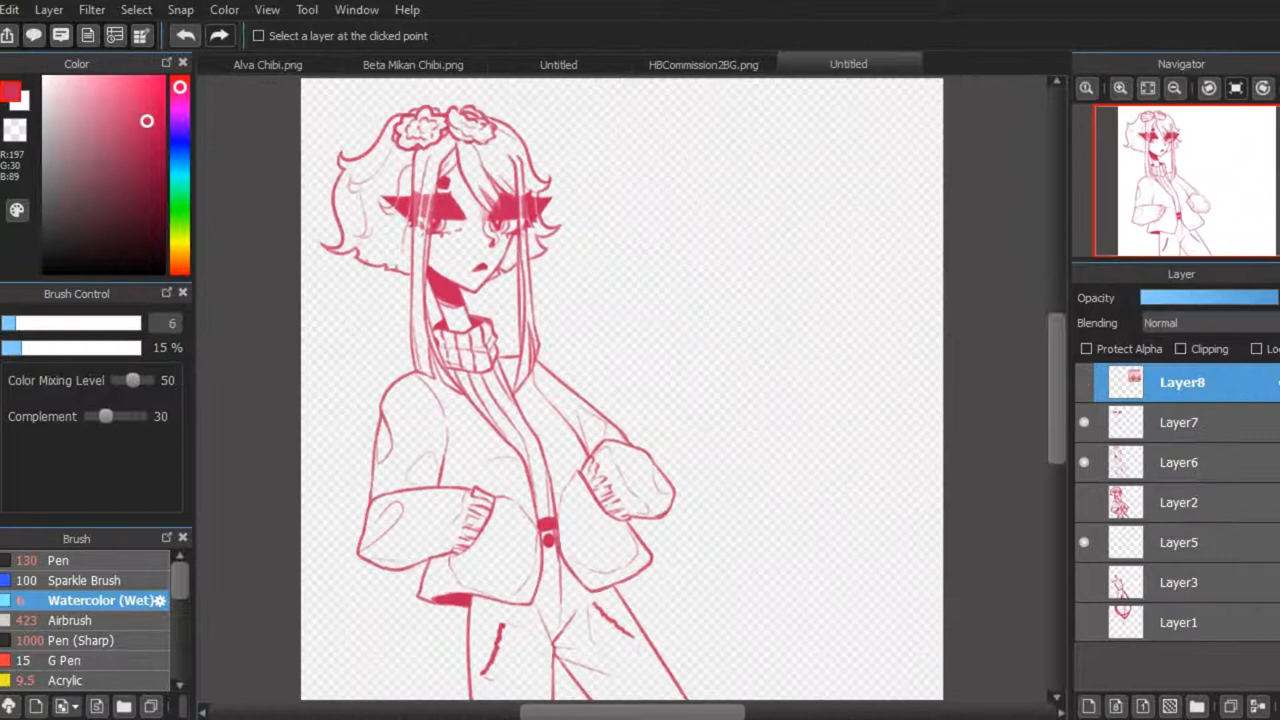 Edit Layer Filter Select Snap Color View Tool Window Help
Select a layer at the clicked point
Color
Alva Chibi.png
Beta Mikan Chibi.png
Untitled
HBCommission2BG.png
Untitled
Navigator
R:197
G:30
B:89
Brush Control
6
15 %
Color Mixing Level 50
Complement 30
Brush
130 Pen
100 Sparkle Brush
6 Watercolor (Wet)
423 Airbrush
1000 Pen (Sharp)
15 G Pen
9.5 Acrylic
Layer
Opacity
Blending Normal
Protect Alpha Clipping Lo
Layer8
Layer7
Layer6
Layer2
Layer5
Layer3
Layer1